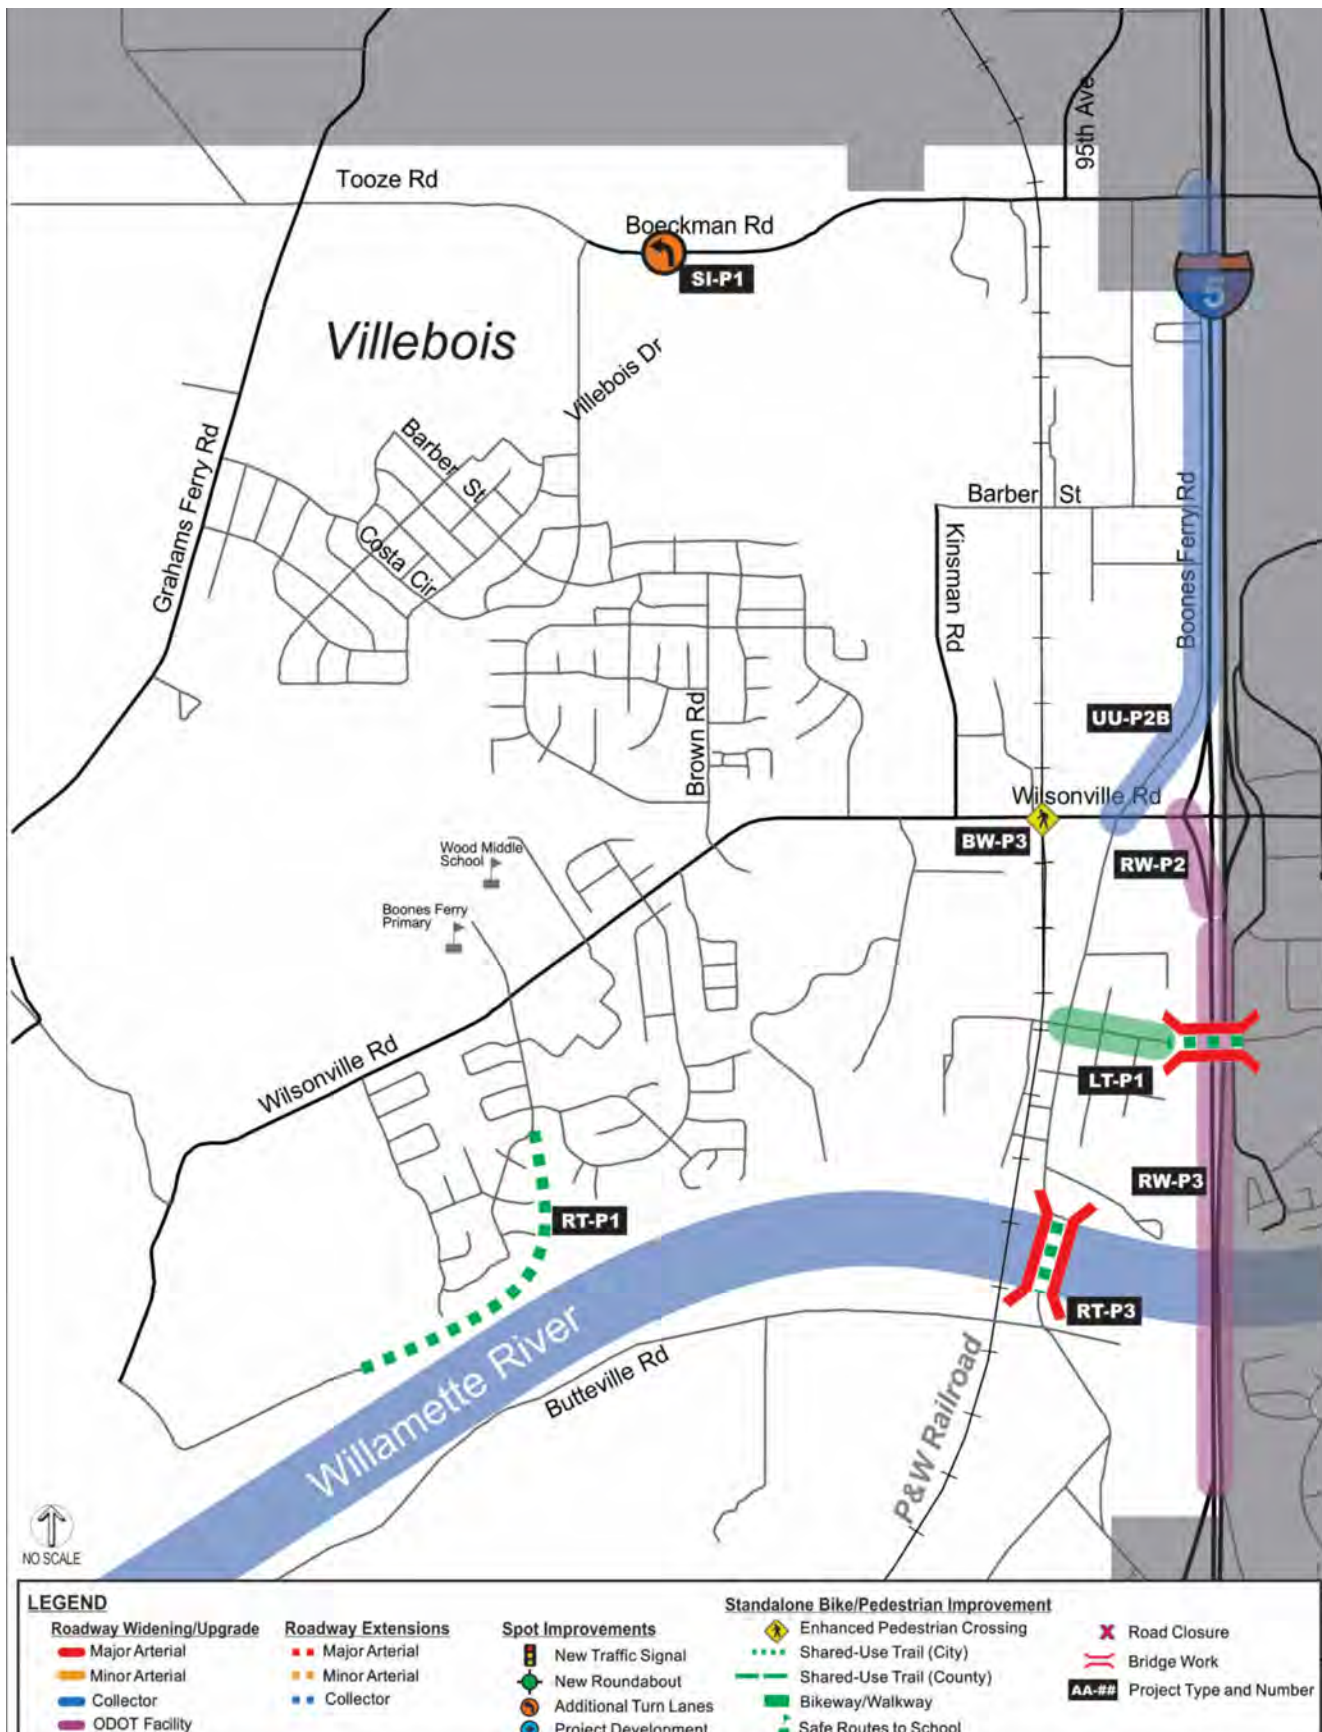 95th Ave
Tooze Rd
Boeckman Rd
SI-P1
5
Villebois
Villebois Dr
Barber St
Costa Cir
Grahams Ferry Rd
Barber St
Kinsman Rd
Boones Ferry Rd
UU-P2B
Brown Rd
Wilsonville Rd
BW-P3
RW-P2
Wood Middle
School
Boones Ferry
Primary
Wilsonville Rd
LT-P1
RW-P3
RT-P1
RT-P3
Willamette River
Butteville Rd
P&W Railroad
NO SCALE
LEGEND
Roadway Widening/Upgrade
Major Arterial
Minor Arterial
Collector
ODOT Facility
Roadway Extensions
Major Arterial
Minor Arterial
Collector
Spot Improvements
New Traffic Signal
New Roundabout
Additional Turn Lanes
Project Development
Standalone Bike/Pedestrian Improvement
Enhanced Pedestrian Crossing
Shared-Use Trail (City)
Shared-Use Trail (County)
Bikeway/Walkway
Safe Routes to School
Road Closure
Bridge Work
AA-## Project Type and Number